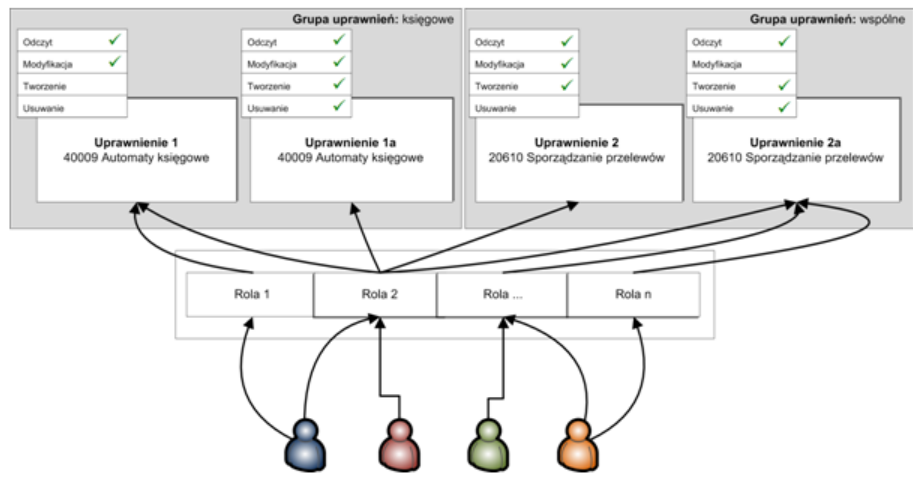 Grupa uprawnień: księgowe
Odczyt
Modyfikacja
Tworzenie
Usuwanie
Uprawnienie 1
40009 Automaty księgowe
Odczyt
Modyfikacja
Tworzenie
Usuwanie
Uprawnienie 1a
40009 Automaty księgowe
Grupa uprawnień: wspólne
Odczyt
Modyfikacja
Tworzenie
Usuwanie
Uprawnienie 2
20610 Sporządzanie przelewów
Odczyt
Modyfikacja
Tworzenie
Usuwanie
Uprawnienie 2a
20610 Sporządzanie przelewów
Rola 1
Rola 2
Rola ...
Rola n